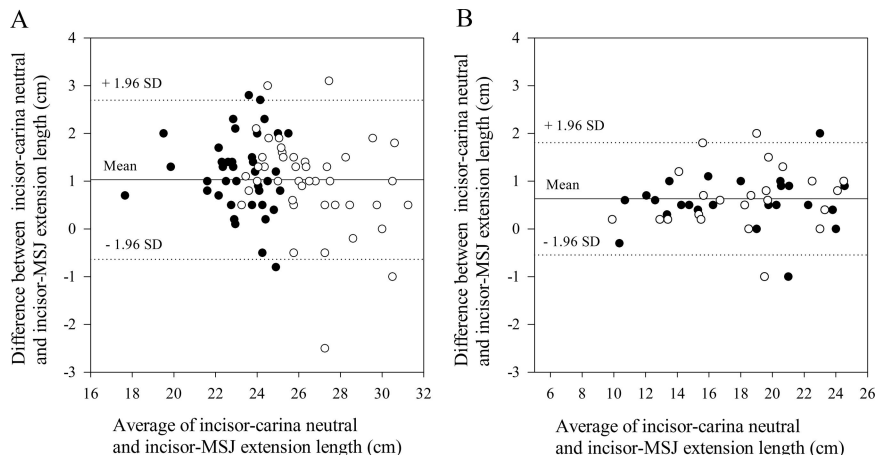 A
Difference between incisor-carina neutral
and incisor-MSJ extension length (cm)
4
3
2
1
0
-1
-2
-3
+ 1.96 SD
Mean
- 1.96 SD
16 18 20 22 24 26 28 30 32
Average of incisor-carina neutral
and incisor-MSJ extension length (cm)
B
Difference between incisor-carina neutral
and incisor-MSJ extension length (cm)
4
3
2
1
0
-1
-2
-3
+ 1.96 SD
Mean
- 1.96 SD
6 8 10 12 14 16 18 20 22 24 26
Average of incisor-carina neutral
and incisor-MSJ extension length (cm)